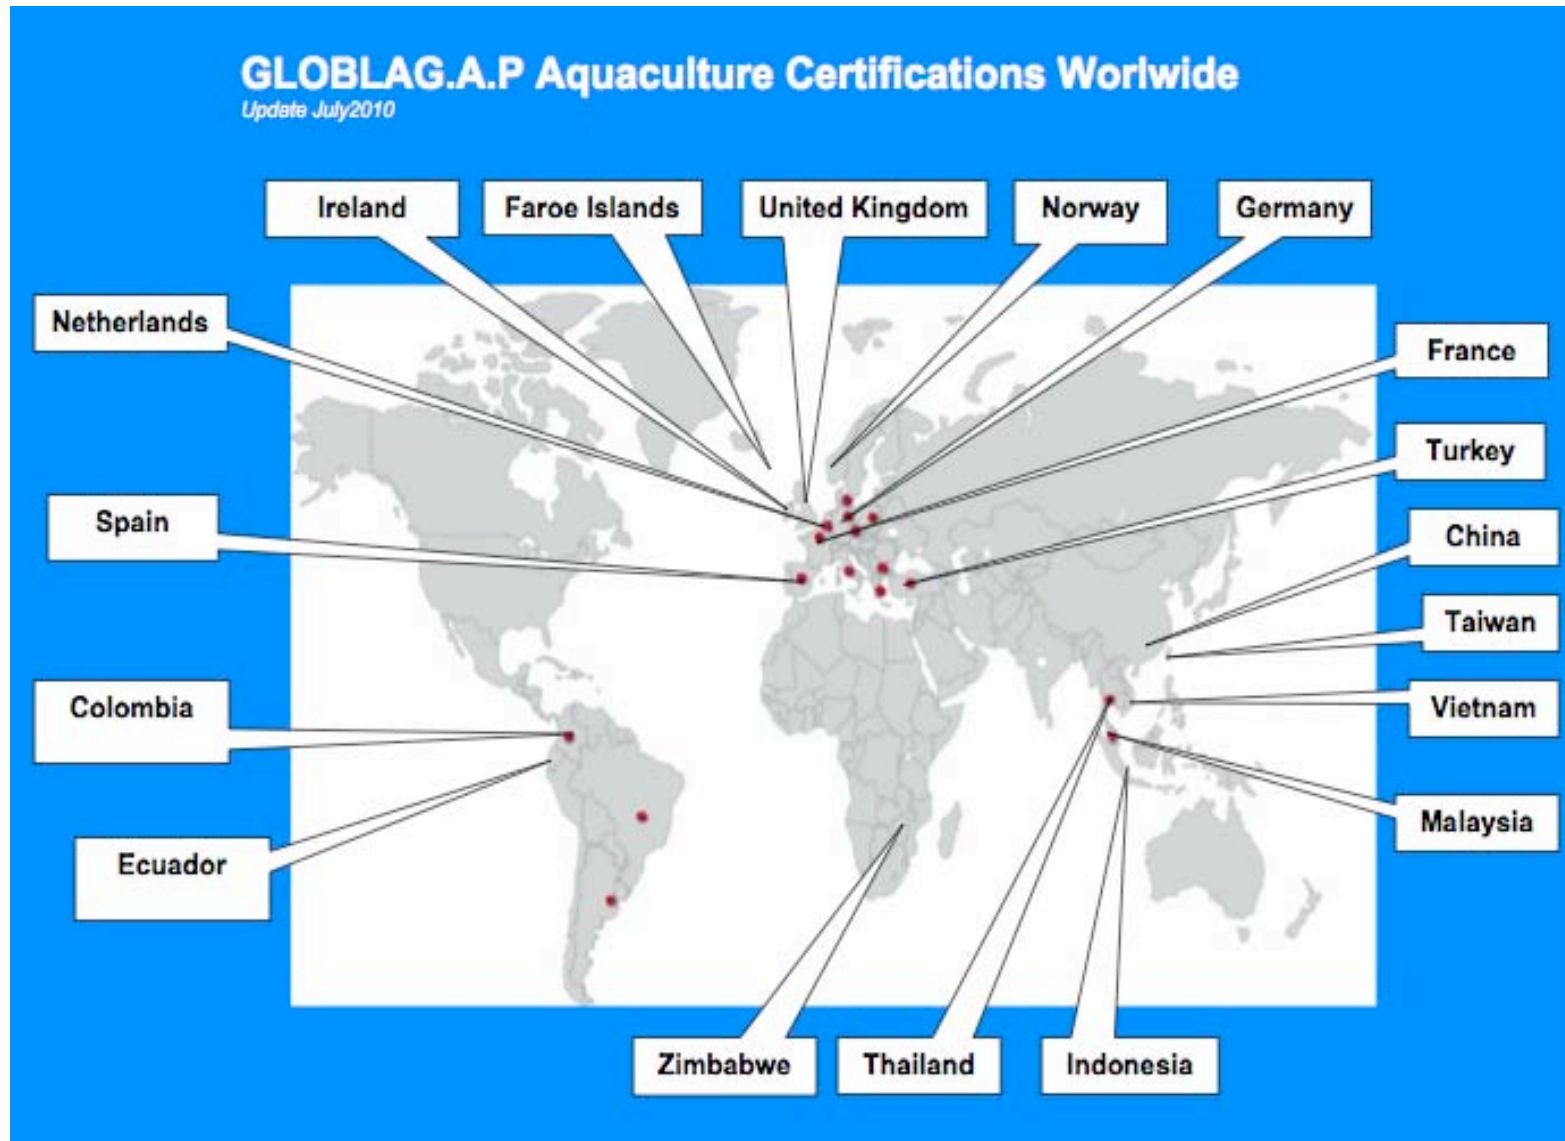 GLOBLAG.A.P Aquaculture Certifications Worlwide
Update July2010
Ireland
Faroe Islands
United Kingdom
Norway
Germany
Netherlands
France
Turkey
Spain
China
Taiwan
Colombia
Vietnam
Malaysia
Ecuador
Zimbabwe
Thailand
Indonesia